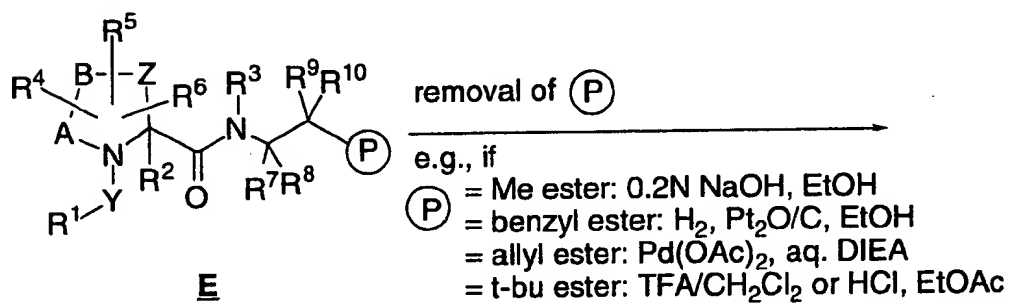 R⁵
R⁴ B Z R⁶ R³ R⁹ R¹⁰
A N R² O N R⁷ R⁸ P
R¹ Y
E
removal of P
e.g., if
P = Me ester: 0.2N NaOH, EtOH
= benzyl ester: H₂, Pt₂O/C, EtOH
= allyl ester: Pd(OAc)₂, aq. DIEA
= t-bu ester: TFA/CH₂Cl₂ or HCl, EtOAc